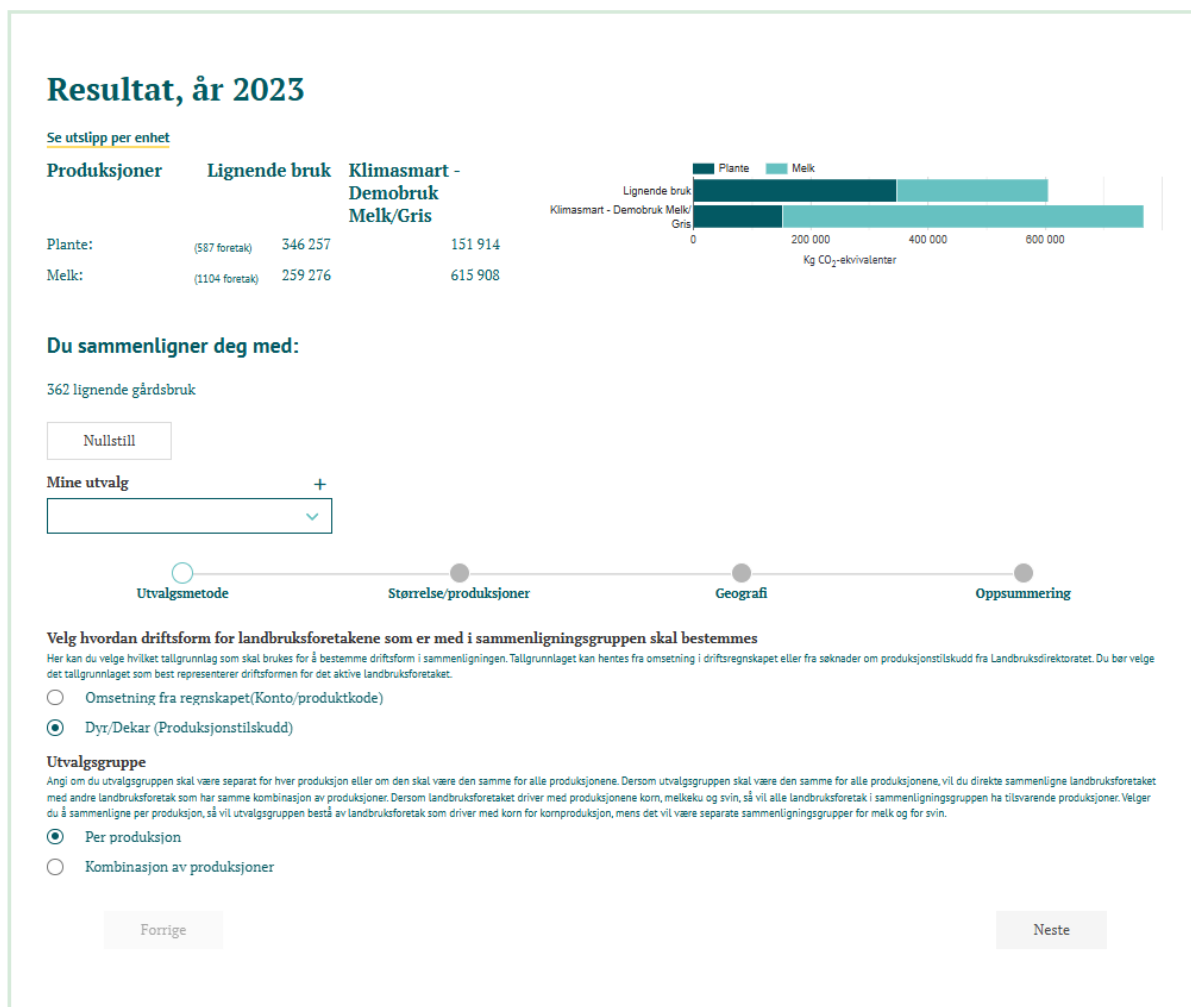 Resultat, år 2023
Se utslipp per enhet
Produksjoner Lignende bruk Klimasmart -
Demobruk
Melk/Gris
Plante: (587 foretak) 346 257 151 914
Melk: (1104 foretak) 259 276 615 908
Plante Melk
Lignende bruk
Klimasmart - Demobruk Melk/
Gris
0 200 000 400 000 600 000
Kg CO₂-ekvivalenter
Du sammenligner deg med:
362 lignende gårdsbruk
Nullstill
Mine utvalg +
Utvalgsmetode Størrelse/produksjoner Geografi Oppsummering
Velg hvordan driftsform for landbruksforetakene som er med i sammenligningsgruppen skal bestemmes
Her kan du velge hvilket tallgrunnlag som skal brukes for å bestemme driftsform i sammenligningen. Tallgrunnlaget kan hentes fra omsetning i driftsregnskapet eller fra søknader om produksjonstilskudd fra Landbruksdirektoratet. Du bør velge
det tallgrunnlaget som best representerer driftsformen for det aktive landbruksforetaket.
Omsetning fra regnskapet(Konto/produktkode)
Dyr/Dekar (Produksjonstilskudd)
Utvalgsgruppe
Angi om du utvalgsgruppen skal være separat for hver produksjon eller om den skal være den samme for alle produksjonene. Dersom utvalgsgruppen skal være den samme for alle produksjonene, vil du direkte sammenligne landbruksforetaket
med andre landbruksforetak som har samme kombinasjon av produksjoner. Dersom landbruksforetaket driver med produksjonene korn, melkeku og svin, så vil alle landbruksforetak i sammenligningsgruppen ha tilsvarende produksjoner. Velger
du å sammenligne per produksjon, så vil utvalgsgruppen bestå av landbruksforetak som driver med korn for kornproduksjon, mens det vil være separate sammenligningsgrupper for melk og for svin.
Per produksjon
Kombinasjon av produksjoner
Forrige Neste